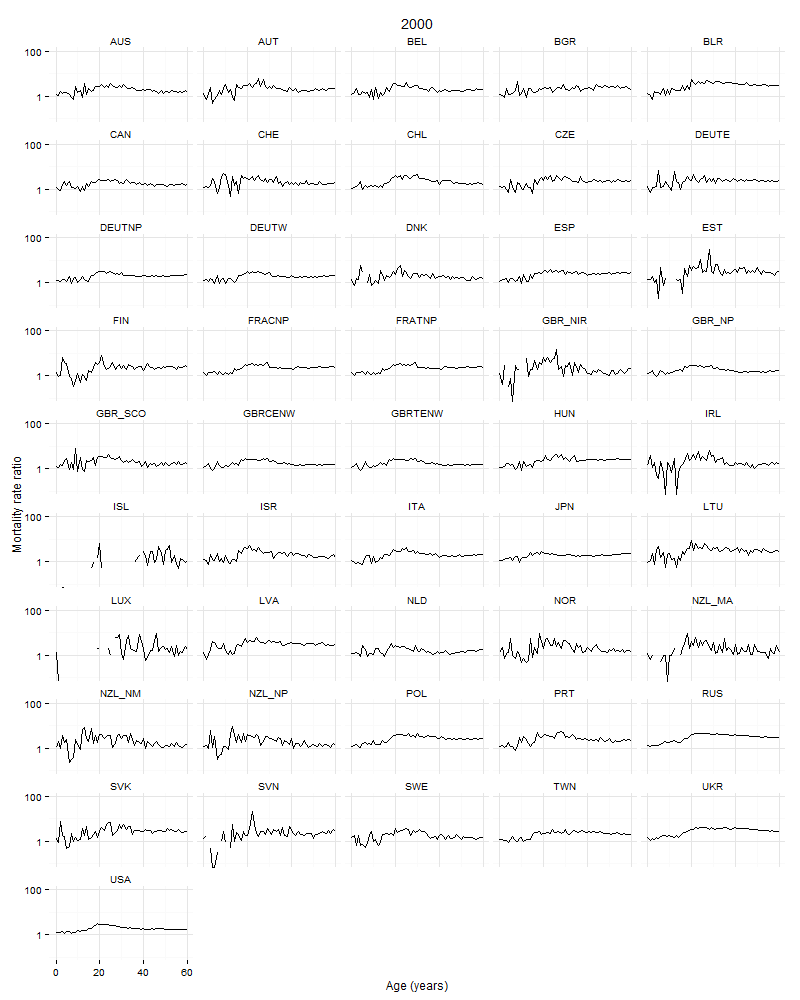 2000
AUS AUT BEL BGR BLR
100
1
CAN CHE CHL CZE DEUTE
100
1
DEUTNP DEUTW DNK ESP EST
100
1
FIN FRACNP FRATNP GBR_NIR GBR_NP
100
1
GBR_SCO GBRCENW GBRTENW HUN IRL
100
1
Mortality rate ratio
ISL ISR ITA JPN LTU
100
1
LUX LVA NLD NOR NZL_MA
100
1
NZL_NM NZL_NP POL PRT RUS
100
1
SVK SVN SWE TWN UKR
100
1
USA
100
1
0 20 40 60
Age (years)